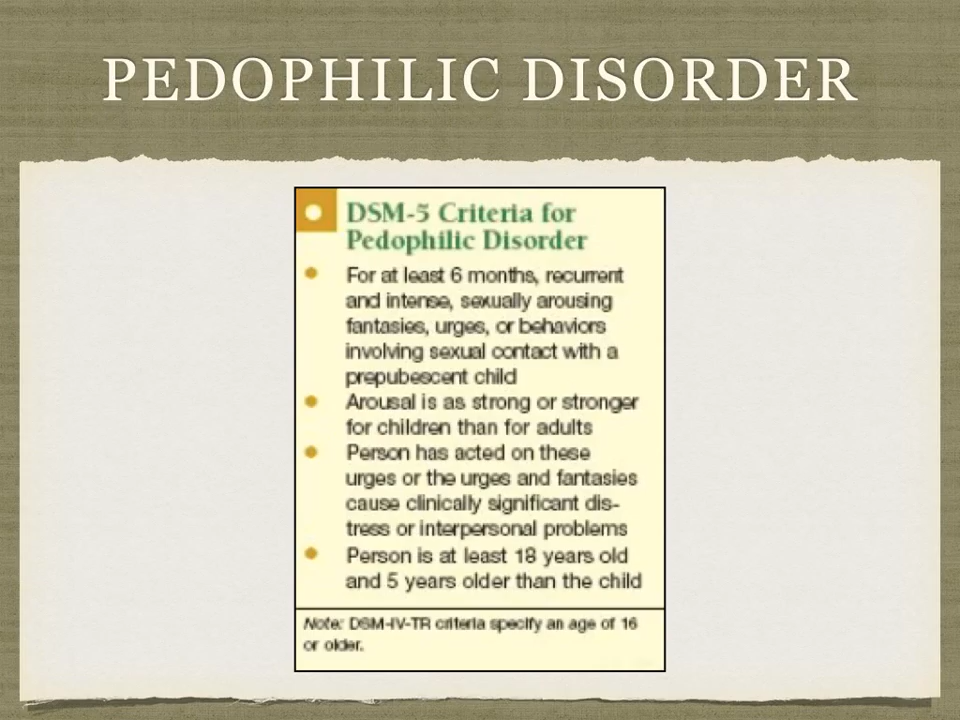 PEDOPHILIC DISORDER
DSM-5 Criteria for
Pedophilic Disorder
For at least 6 months, recurrent
and intense, sexually arousing
fantasies, urges, or behaviors
involving sexual contact with a
prepubescent child
Arousal is as strong or stronger
for children than for adults
Person has acted on these
urges or the urges and fantasies
cause clinically significant dis-
tress or interpersonal problems
Person is at least 18 years old
and 5 years older than the child
Note: DSM-IV-TR criteria specify an age of 16
or older.